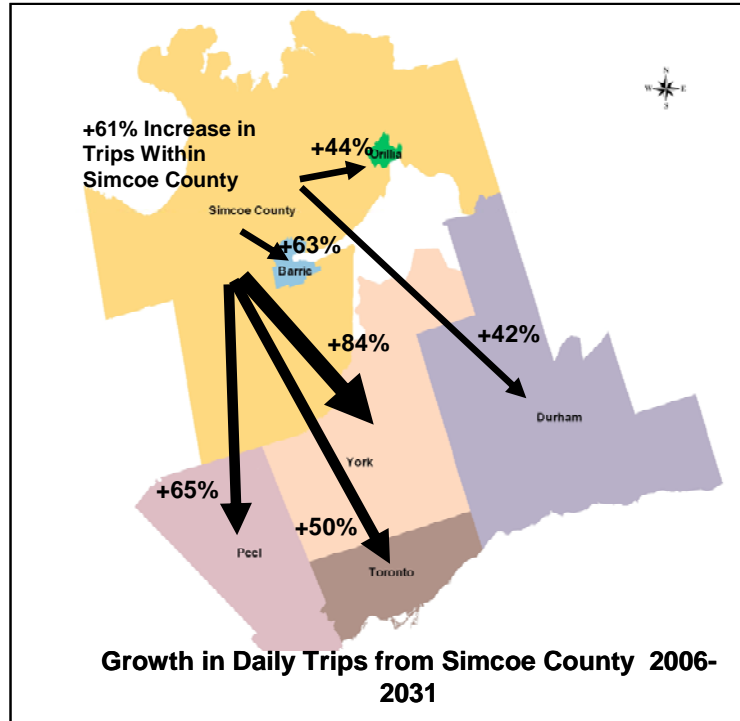 S
W E
S
+61% Increase in
Trips Within
Simcoe County
+44%
Orillia
Simcoe County
+63%
Barrie
+84%
+42%
Durham
York
+65%
+50%
Peel
Toronto
Growth in Daily Trips from Simcoe County 2006-
2031